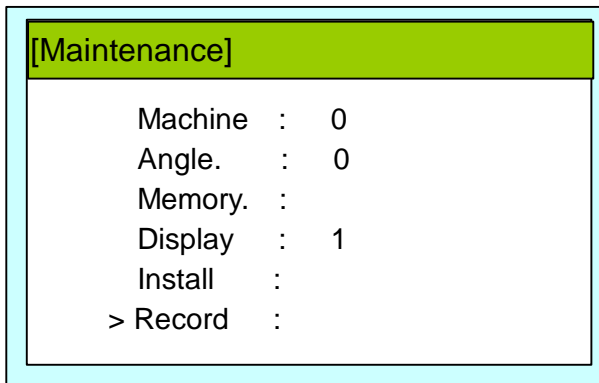 [Maintenance]
Machine : 0
Angle. : 0
Memory. :
Display : 1
Install :
> Record :